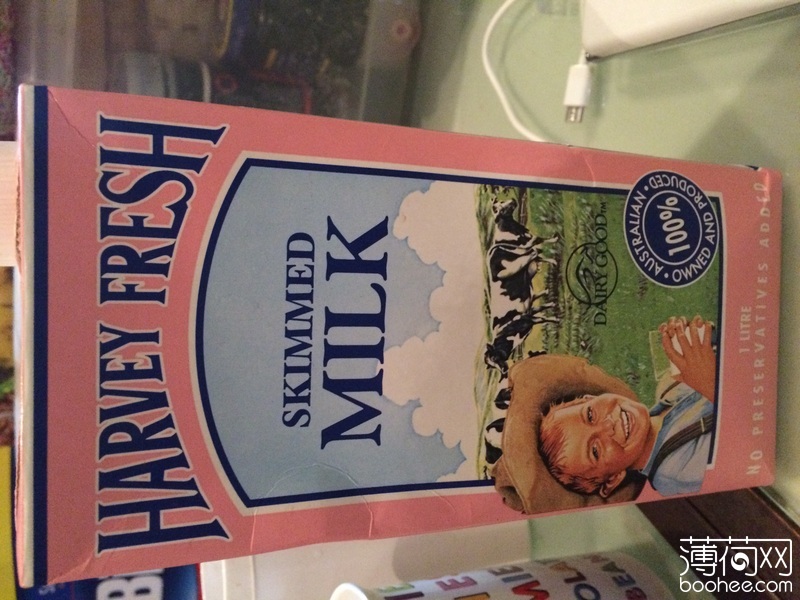 HARVEY FRESH
SKIMMED
MILK
DAIRY GOOD
100%
AUSTRALIAN • OWNED AND PRODUCED •
1 LITRE
NO PRESERVATIVES ADDED
薄荷网
boohee.com